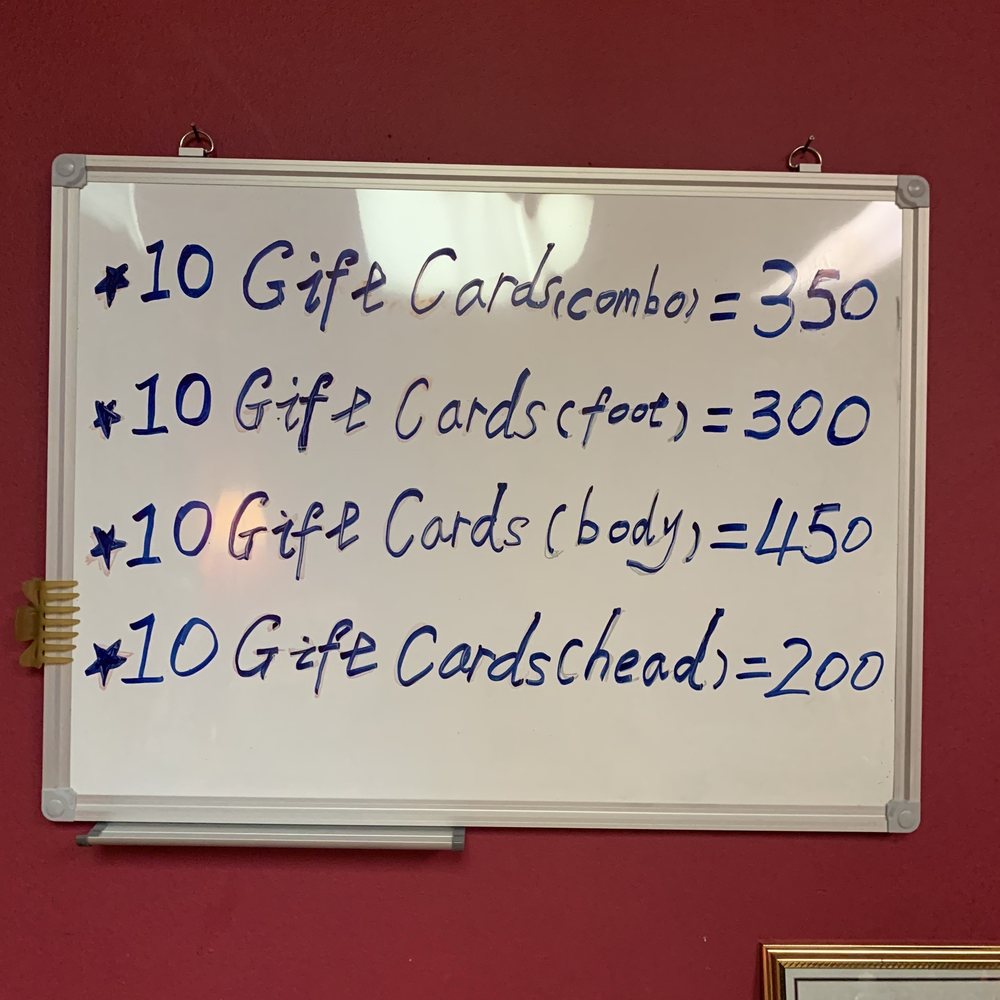 ★10 Gift Cards(combo)=350
★10 Gift Cards(foot)=300
★10 Gift Cards(body)=450
★10 Gift Cards(head)=200